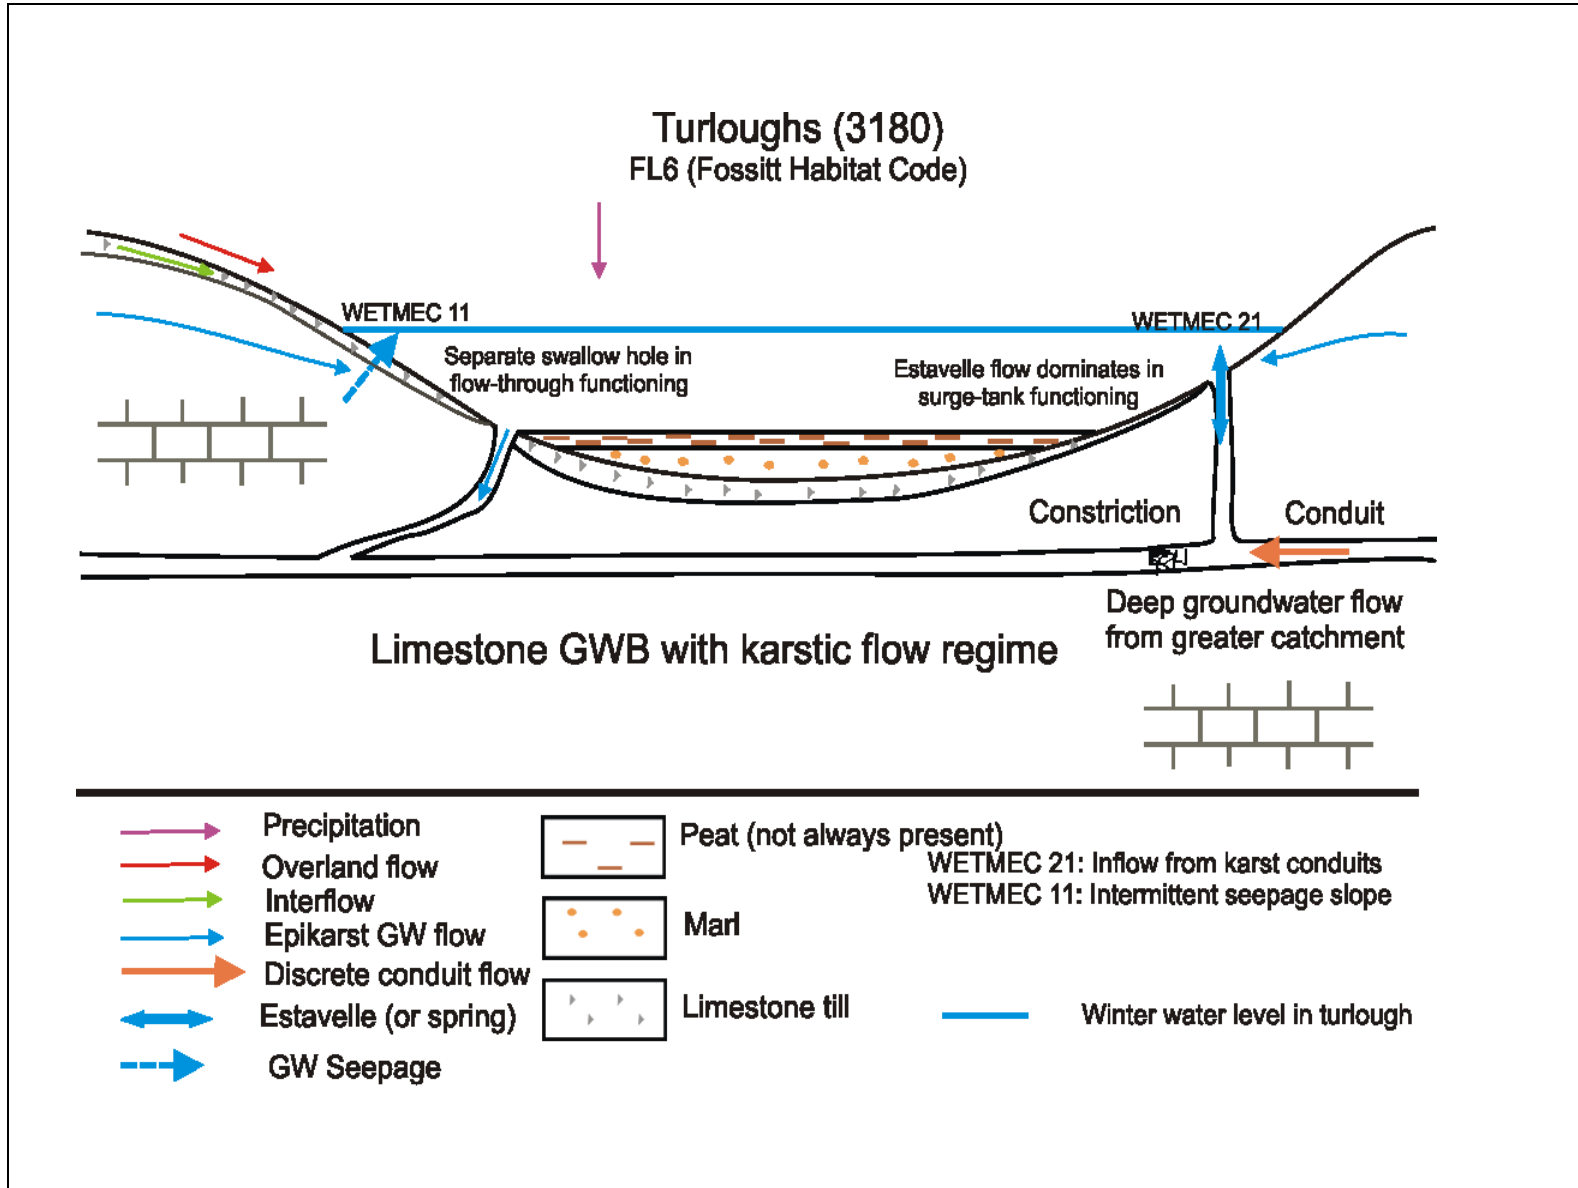 Turloughs (3180)
FL6 (Fossitt Habitat Code)
WETMEC 11
WETMEC 21
Separate swallow hole in
flow-through functioning
Estavelle flow dominates in
surge-tank functioning
Constriction
Conduit
Deep groundwater flow
from greater catchment
Limestone GWB with karstic flow regime
Precipitation
Overland flow
Interflow
Epikarst GW flow
Discrete conduit flow
Estavelle (or spring)
GW Seepage
Peat (not always present)
Marl
Limestone till
WETMEC 21: Inflow from karst conduits
WETMEC 11: Intermittent seepage slope
Winter water level in turlough